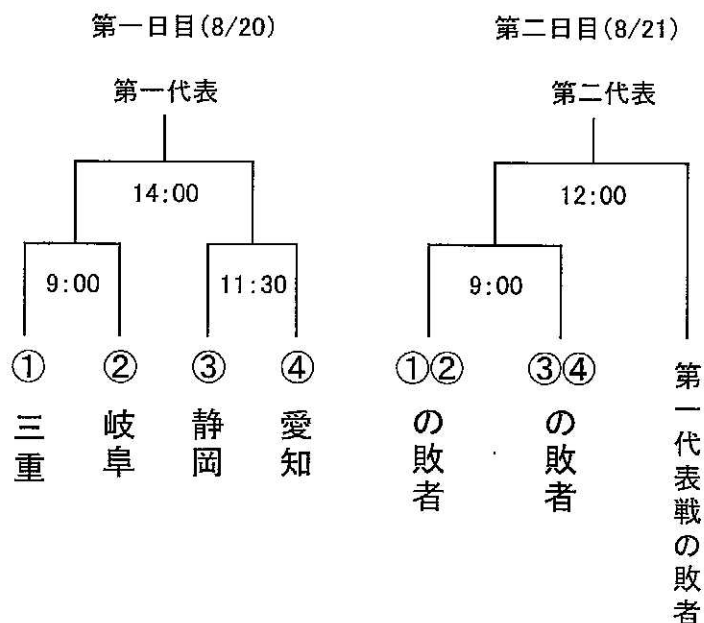 第一日目(8/20)
第一代表
14:00
9:00
11:30
①
三重
②
岐阜
③
静岡
④
愛知
第二日目(8/21)
第二代表
12:00
9:00
①②
の敗者
③④
の敗者
第一代表戦の敗者